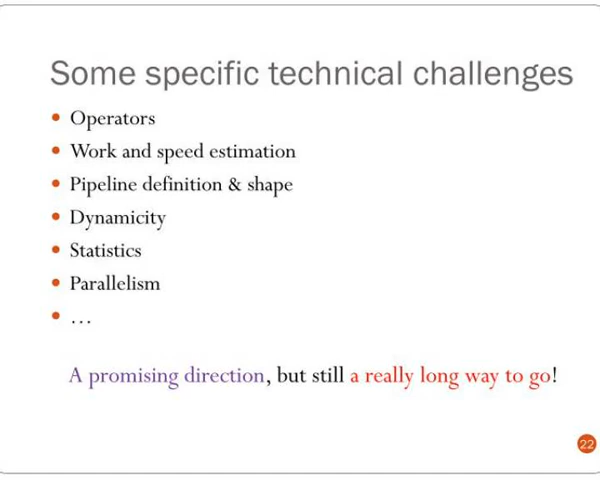 Some specific technical challenges
• Operators
• Work and speed estimation
• Pipeline definition & shape
• Dynamicity
• Statistics
• Parallelism
• ...
A promising direction, but still a really long way to go!
22